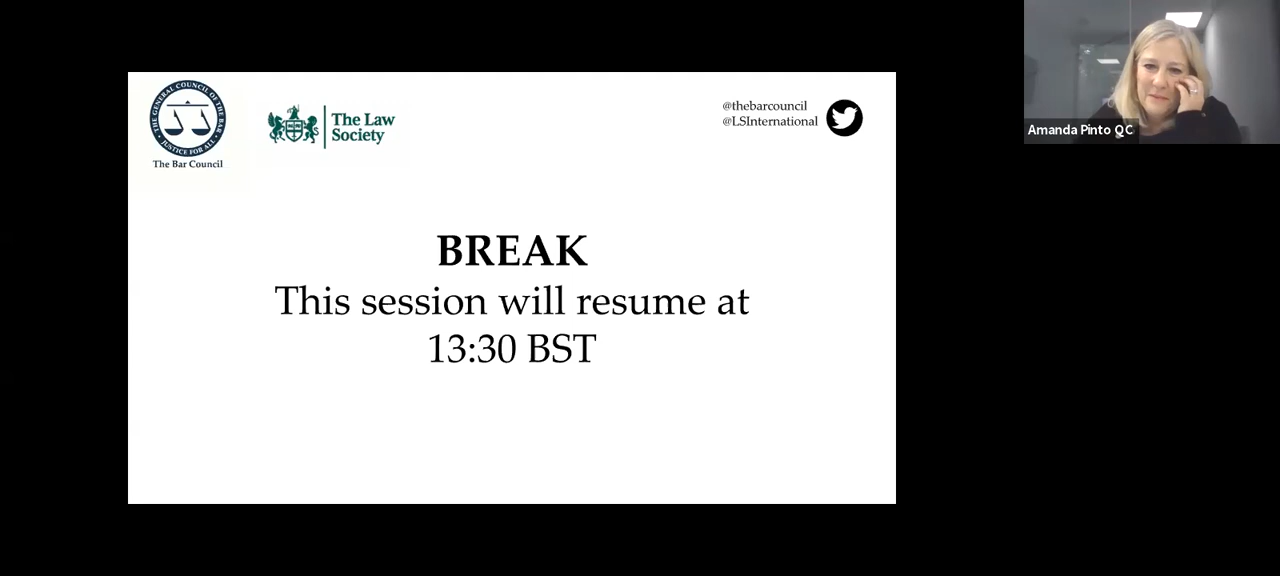 THE GENERAL COUNCIL OF THE BAR
JUSTICE FOR ALL
The Bar Council
The Law
Society
@thebarcouncil
@LSInternational
BREAK
This session will resume at
13:30 BST
Amanda Pinto QC